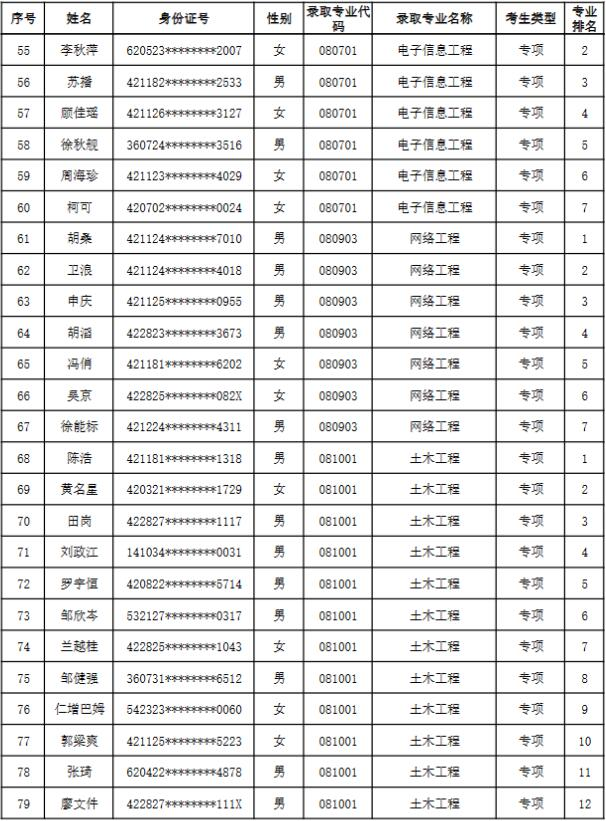 序号 姓名 身份证号 性别 录取专业代码 录取专业名称 考生类型 专业排名
55 李秋萍 620523********2007 女 080701 电子信息工程 专项 2
56 苏播 421182********2533 男 080701 电子信息工程 专项 3
57 顾佳瑶 421126********3127 女 080701 电子信息工程 专项 4
58 徐秋舰 360724********3516 男 080701 电子信息工程 专项 5
59 周海珍 421123********4029 女 080701 电子信息工程 专项 6
60 柯可 420702********0024 女 080701 电子信息工程 专项 7
61 胡桑 421124********7010 男 080903 网络工程 专项 1
62 卫浪 421124********4018 男 080903 网络工程 专项 2
63 申庆 421125********0955 男 080903 网络工程 专项 3
64 胡滔 422823********3673 男 080903 网络工程 专项 4
65 冯俏 421181********6202 女 080903 网络工程 专项 5
66 吴京 422825********082X 女 080903 网络工程 专项 6
67 徐能标 421224********4311 男 080903 网络工程 专项 7
68 陈浩 421181********1318 男 081001 土木工程 专项 1
69 黄名星 420321********1729 女 081001 土木工程 专项 2
70 田岗 422827********1117 男 081001 土木工程 专项 3
71 刘政江 141034********0031 男 081001 土木工程 专项 4
72 罗宇恒 420822********5714 男 081001 土木工程 专项 5
73 邹欣岑 532127********0317 男 081001 土木工程 专项 6
74 兰越桂 422825********1043 女 081001 土木工程 专项 7
75 邹健强 360731********6512 男 081001 土木工程 专项 8
76 仁增巴姆 542323********0060 女 081001 土木工程 专项 9
77 郭梁爽 421125********5223 女 081001 土木工程 专项 10
78 张琦 620422********4878 男 081001 土木工程 专项 11
79 廖文件 422827********111X 男 081001 土木工程 专项 12